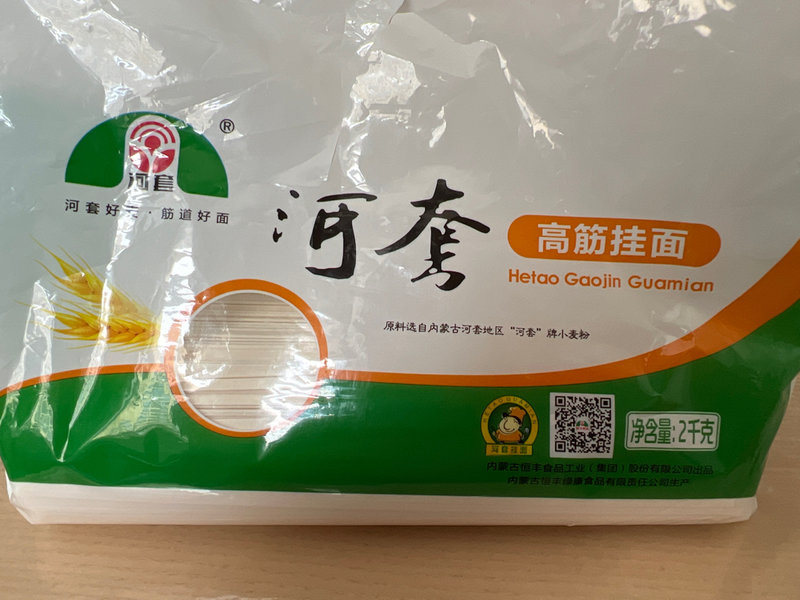 ®
河套
河套好面·筋道好面
河套
高筋挂面
Hetao Gaojin Guamian
原料选自内蒙古河套地区“河套”牌小麦粉
HETAO GUAMIAN
河套挂面
净含量:2千克
内蒙古恒丰食品工业(集团)股份有限公司出品
内蒙古恒丰绿康食品有限责任公司生产